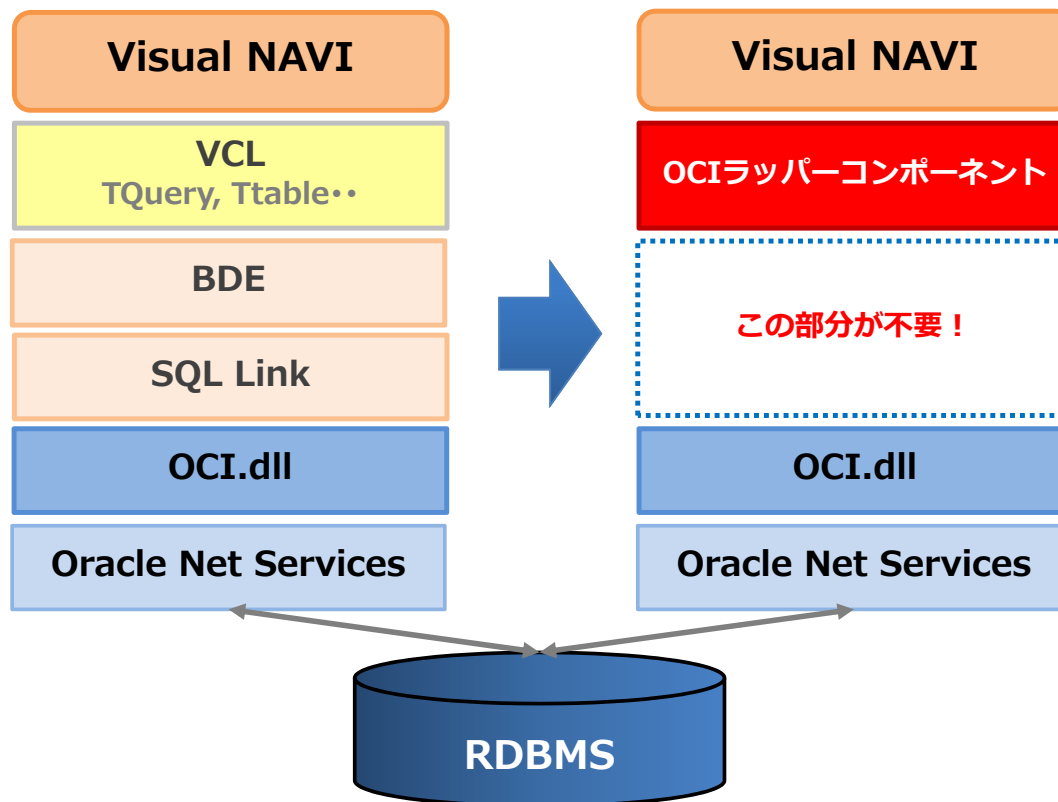 Visual NAVI
VCL
TQuery, Ttable･･
BDE
SQL Link
OCI.dll
Oracle Net Services
Visual NAVI
OCIラッパーコンポーネント
この部分が不要！
OCI.dll
Oracle Net Services
RDBMS